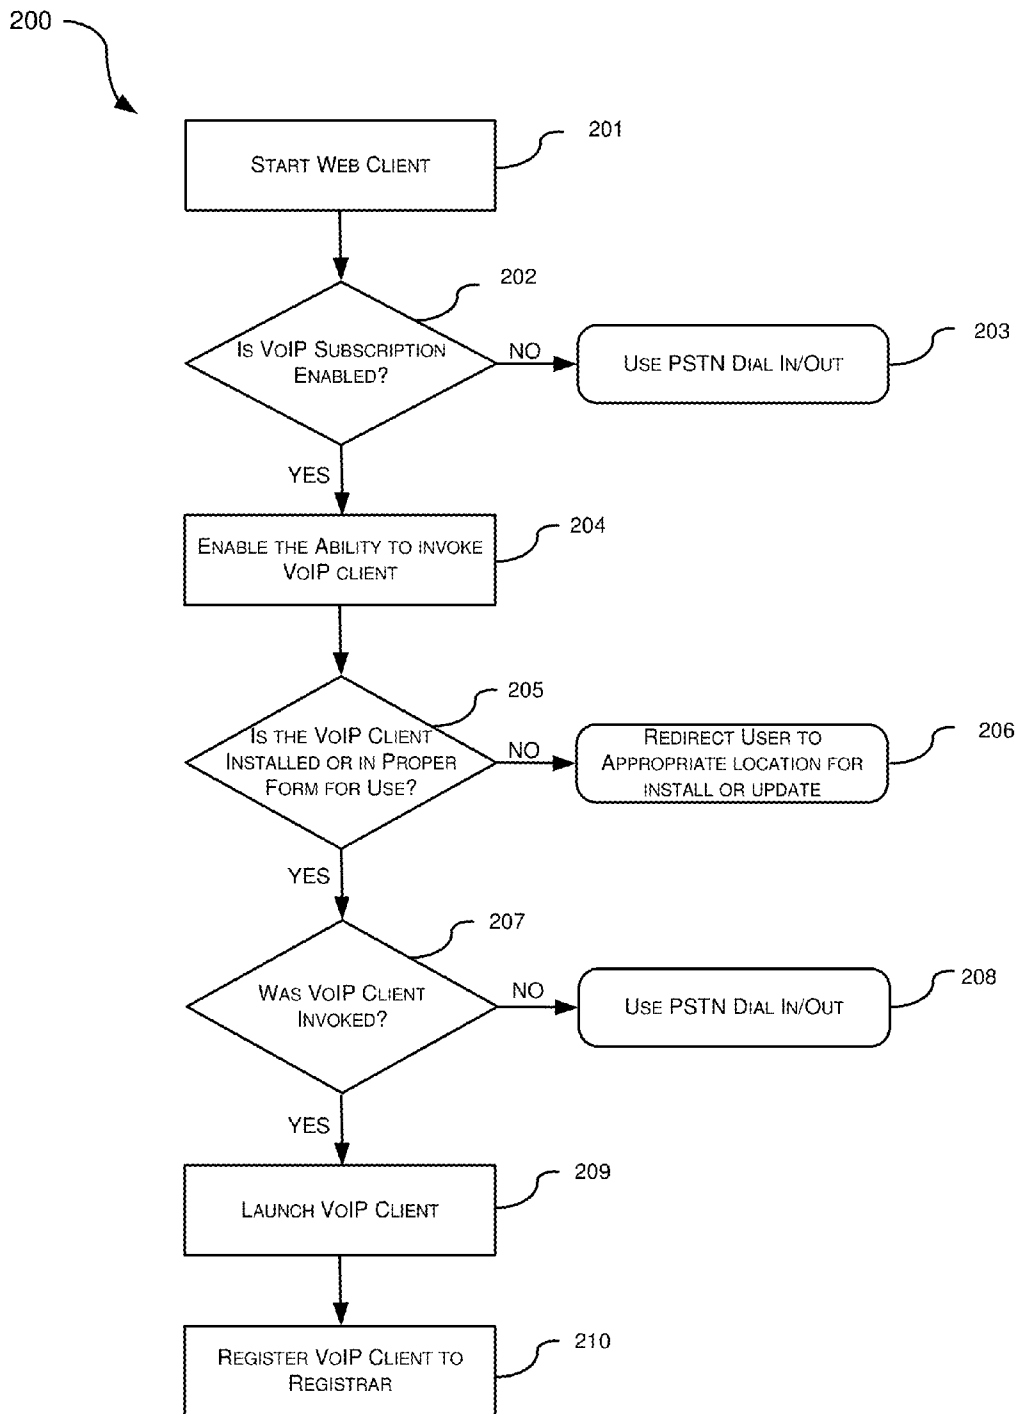 200
201
START WEB CLIENT
202
IS VOIP SUBSCRIPTION
ENABLED?
NO
203
USE PSTN DIAL IN/OUT
YES
204
ENABLE THE ABILITY TO INVOKE
VOIP CLIENT
205
IS THE VOIP CLIENT
INSTALLED OR IN PROPER
FORM FOR USE?
NO
206
REDIRECT USER TO
APPROPRIATE LOCATION FOR
INSTALL OR UPDATE
YES
207
WAS VOIP CLIENT
INVOKED?
NO
208
USE PSTN DIAL IN/OUT
YES
209
LAUNCH VOIP CLIENT
210
REGISTER VOIP CLIENT TO
REGISTRAR